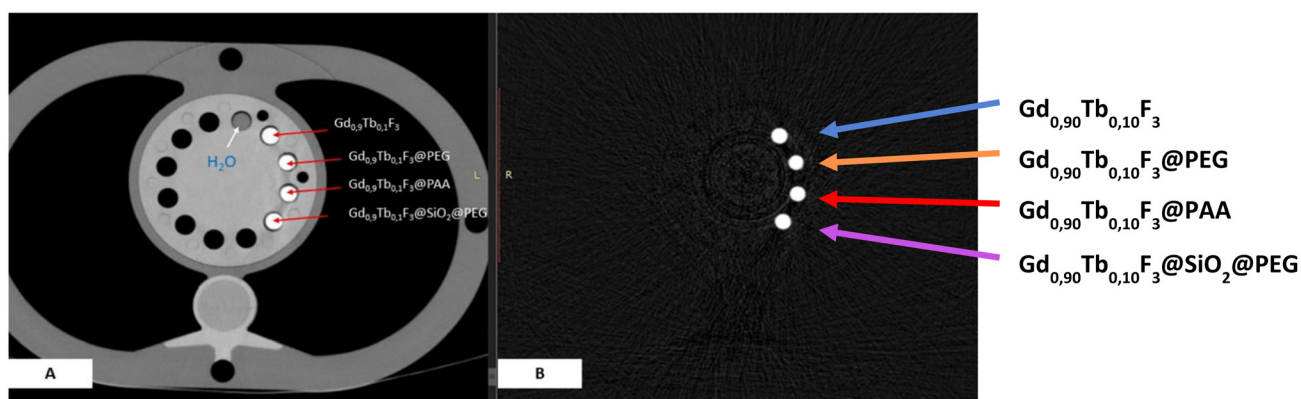 Gd₀,₉Tb₀,₁F₃
H₂O
Gd₀,₉Tb₀,₁F₃@PEG
Gd₀,₉Tb₀,₁F₃@PAA
Gd₀,₉Tb₀,₁F₃@SiO₂@PEG
L
R
A
B
Gd₀,₉₀Tb₀,₁₀F₃
Gd₀,₉₀Tb₀,₁₀F₃@PEG
Gd₀,₉₀Tb₀,₁₀F₃@PAA
Gd₀,₉₀Tb₀,₁₀F₃@SiO₂@PEG